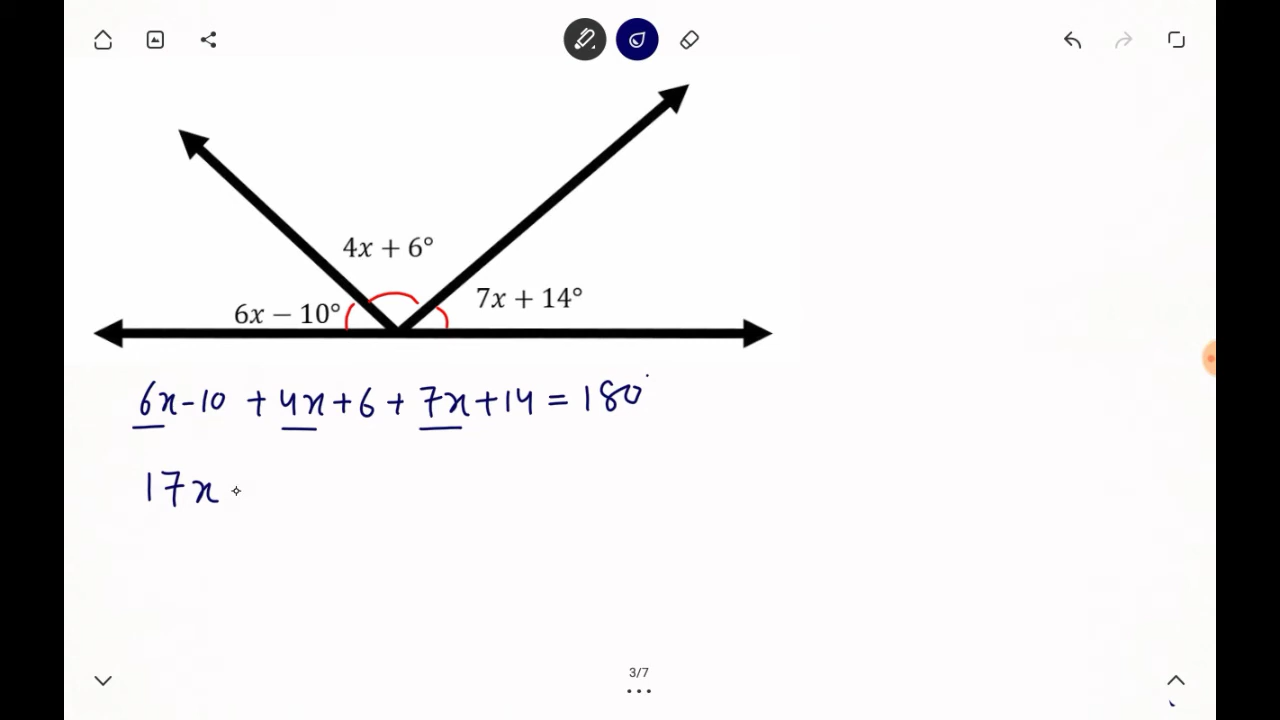 4x + 6°
7x + 14°
6x − 10°
6x-10 + 4x+6 + 7x+14 = 180
17x
3/7